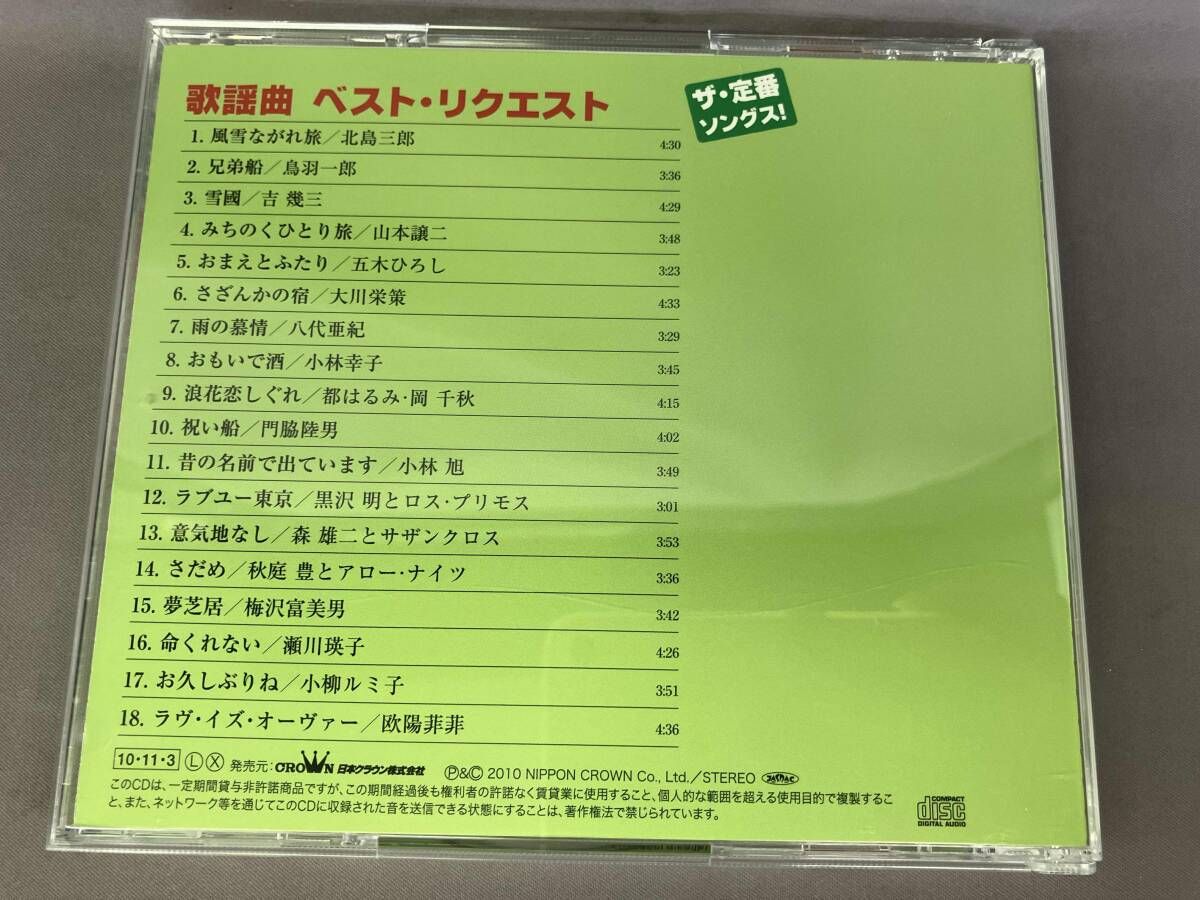 歌謡曲 ベスト・リクエスト
ザ・定番
ソングス!
1. 風雪ながれ旅／北島三郎 4:30
2. 兄弟船／鳥羽一郎 3:36
3. 雪國／吉 幾三 4:29
4. みちのくひとり旅／山本譲二 3:48
5. おまえとふたり／五木ひろし 3:23
6. さざんかの宿／大川栄策 4:33
7. 雨の慕情／八代亜紀 3:29
8. おもいで酒／小林幸子 3:45
9. 浪花恋しぐれ／都はるみ・岡 千秋 4:15
10. 祝い船／門脇陸男 4:02
11. 昔の名前で出ています／小林 旭 3:49
12. ラブユー東京／黒沢 明とロス・プリモス 3:01
13. 意気地なし／森 雄二とサザンクロス 3:53
14. さだめ／秋庭 豊とアロー・ナイツ 3:36
15. 夢芝居／梅沢富美男 3:42
16. 命くれない／瀬川瑛子 4:26
17. お久しぶりね／小柳ルミ子 3:51
18. ラヴ・イズ・オーヴァー／欧陽菲菲 4:36
10・11・3 Ⓛ Ⓧ 発売元: CROWN 日本クラウン株式会社 Ⓟ&© 2010 NIPPON CROWN Co., Ltd.／STEREO JASRAC
このCDは、一定期間貸与非許諾商品ですが、この期間経過後も権利者の許諾なく賃貸業に使用すること、個人的な範囲を超える使用目的で複製するこ
と、また、ネットワーク等を通じてこのCDに収録された音を送信できる状態にすることは、著作権法で禁じられています。
COMPACT
disc
DIGITAL AUDIO